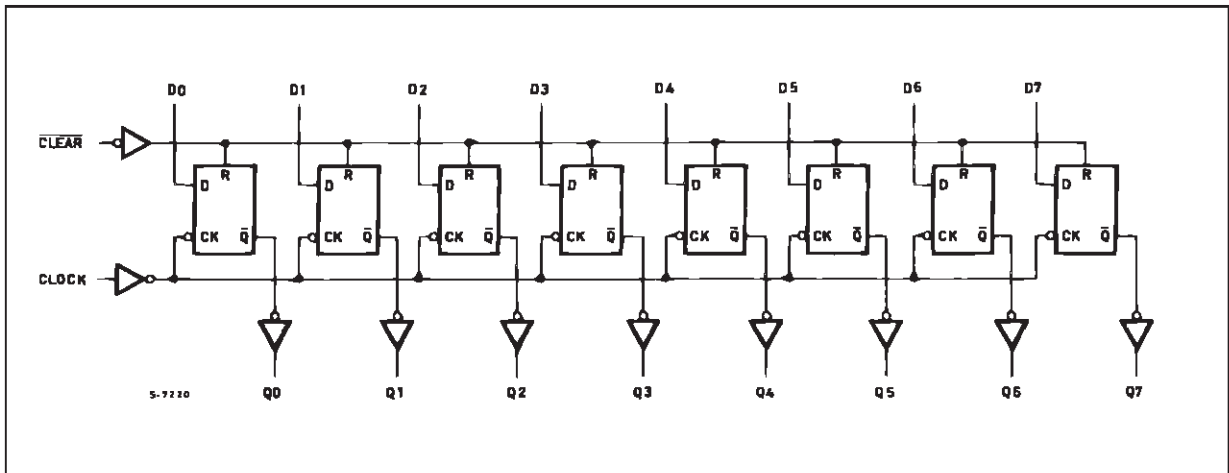 D0 D1 D2 D3 D4 D5 D6 D7
C̅L̅E̅A̅R̅
R R R R R R R R
D D D D D D D D
CK Q̅ CK Q̅ CK Q̅ CK Q̅ CK Q̅ CK Q̅ CK Q̅ CK Q̅
CLOCK
S-7220 Q0 Q1 Q2 Q3 Q4 Q5 Q6 Q7